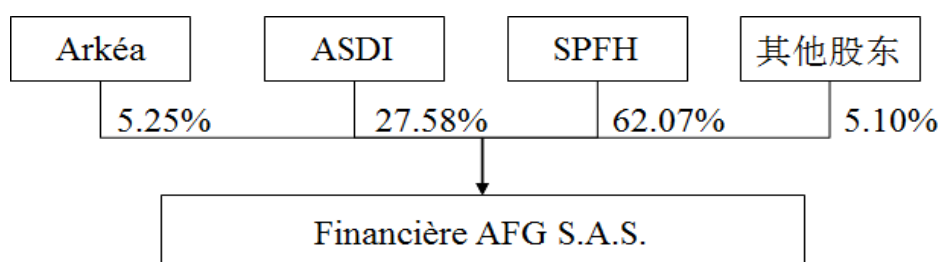 Arkéa ASDI SPFH 其他股东
5.25% 27.58% 62.07% 5.10%
Financière AFG S.A.S.